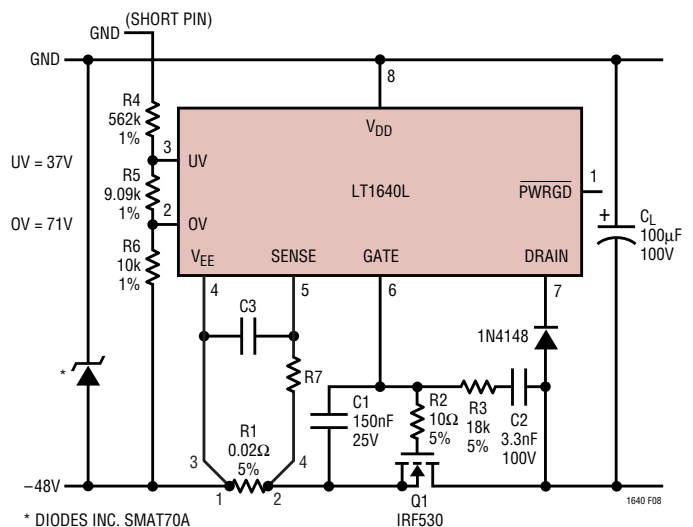 (SHORT PIN)
GND
GND
8
R4
562k
1%
V_DD
3
UV
1
UV = 37V
LT1640L
PWRGD
R5
9.09k
1%
2
OV
OV = 71V
+
C_L
100µF
100V
R6
10k
1%
V_EE
SENSE
GATE
DRAIN
4
5
6
7
C3
1N4148
R7
*
C1
150nF
25V
R2
10Ω
5%
R3
18k
5%
C2
3.3nF
100V
R1
0.02Ω
5%
3
4
–48V
1
2
Q1
IRF530
1640 F08
* DIODES INC. SMAT70A